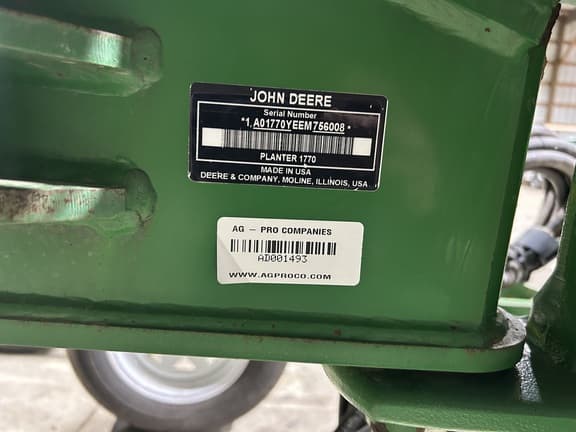 JOHN DEERE
Serial Number
*1A01770YEEM756008*
PLANTER 1770
MADE IN USA
DEERE & COMPANY, MOLINE, ILLINOIS, USA
AG - PRO COMPANIES
AD001493
WWW.AGPROCO.COM